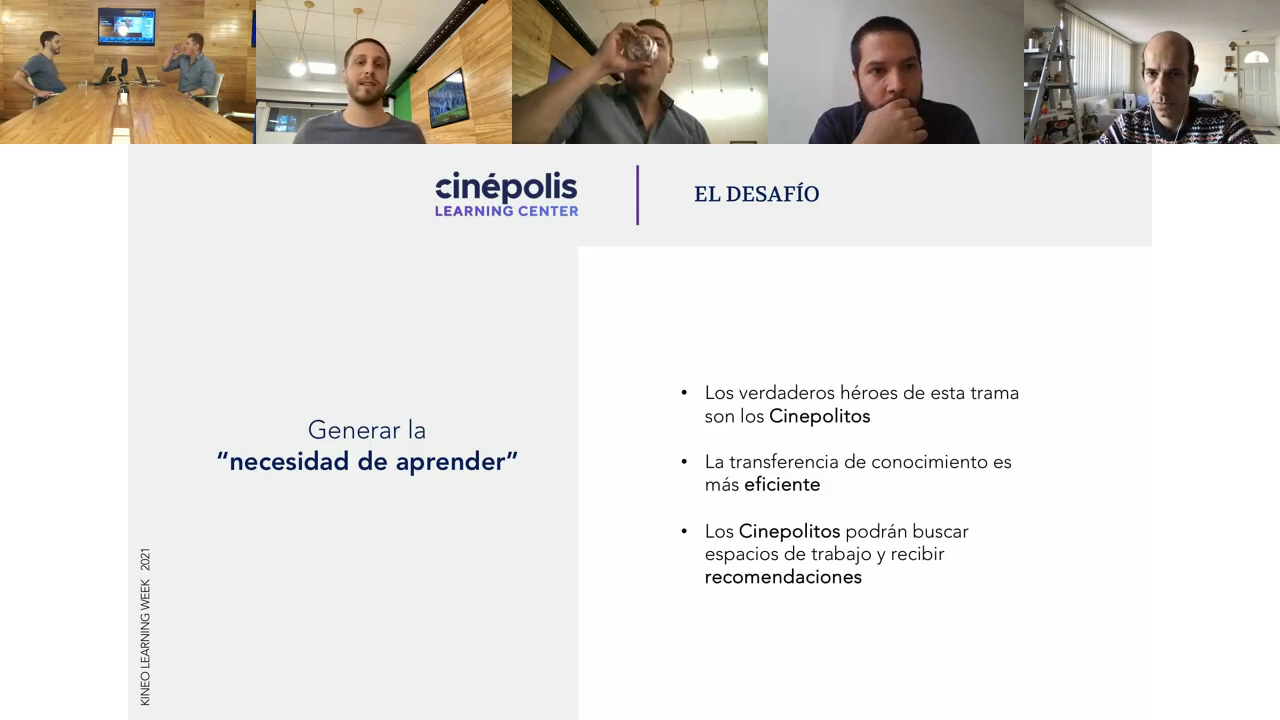 cinépolis
LEARNING CENTER
EL DESAFÍO
Generar la
“necesidad de aprender”
• Los verdaderos héroes de esta trama
son los Cinepolitos
• La transferencia de conocimiento es
más eficiente
• Los Cinepolitos podrán buscar
espacios de trabajo y recibir
recomendaciones
KINEO LEARNING WEEK 2021